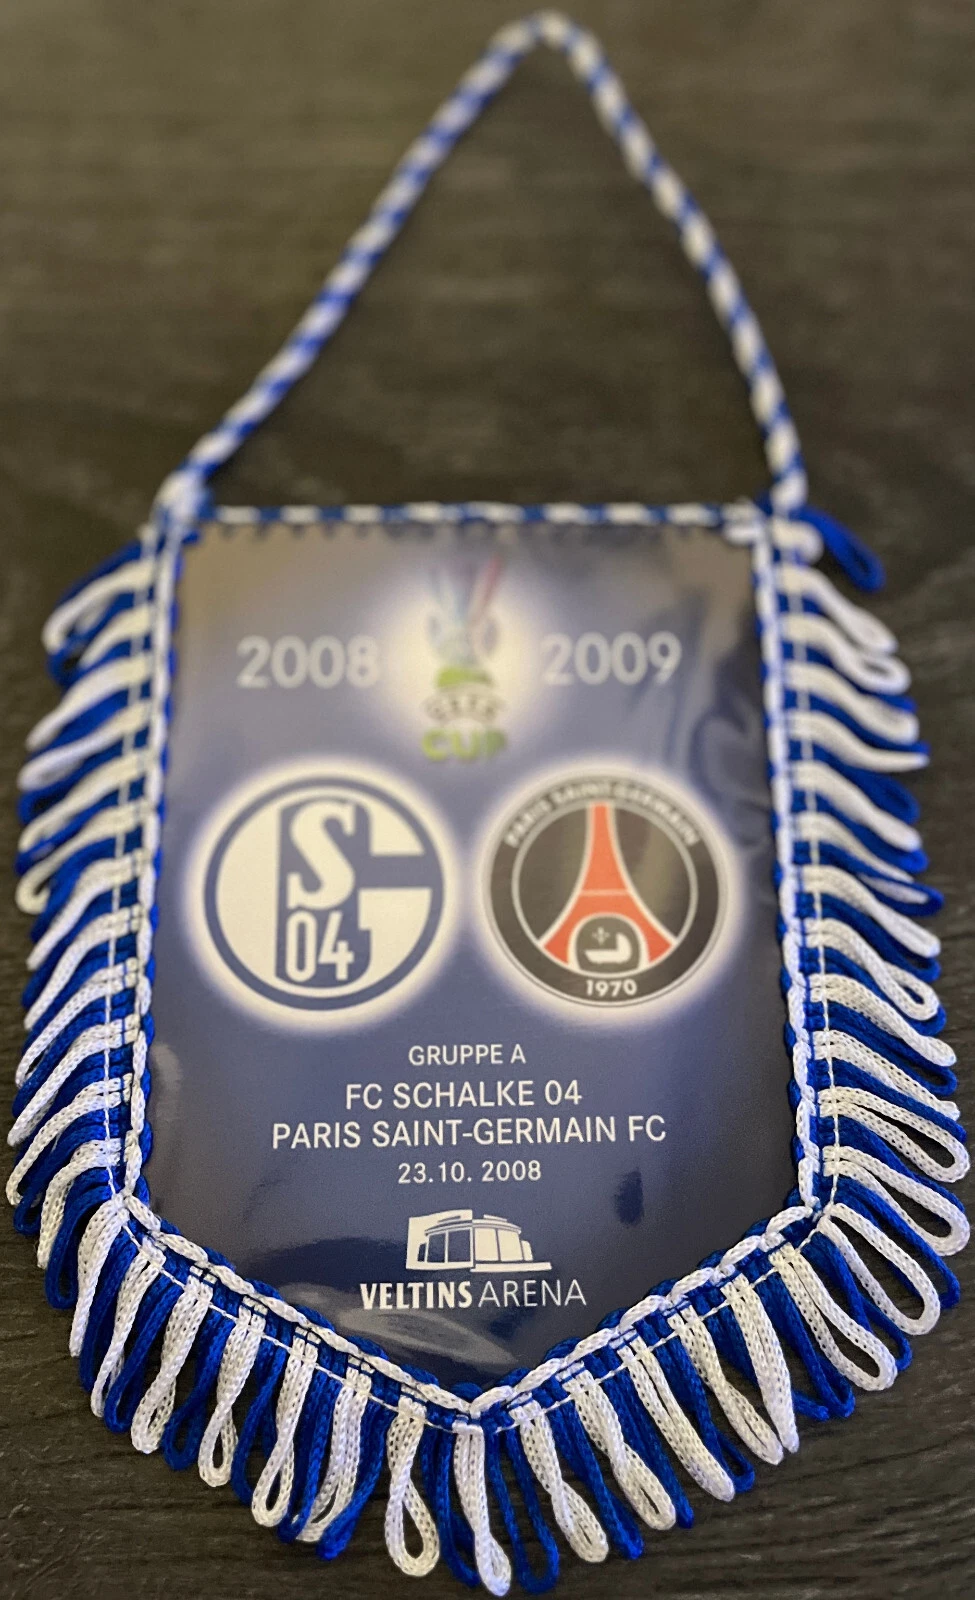 2008 2009
UEFA
CUP
S
04
PARIS SAINT-GERMAIN
1970
GRUPPE A
FC SCHALKE 04
PARIS SAINT-GERMAIN FC
23.10. 2008
VELTINS ARENA